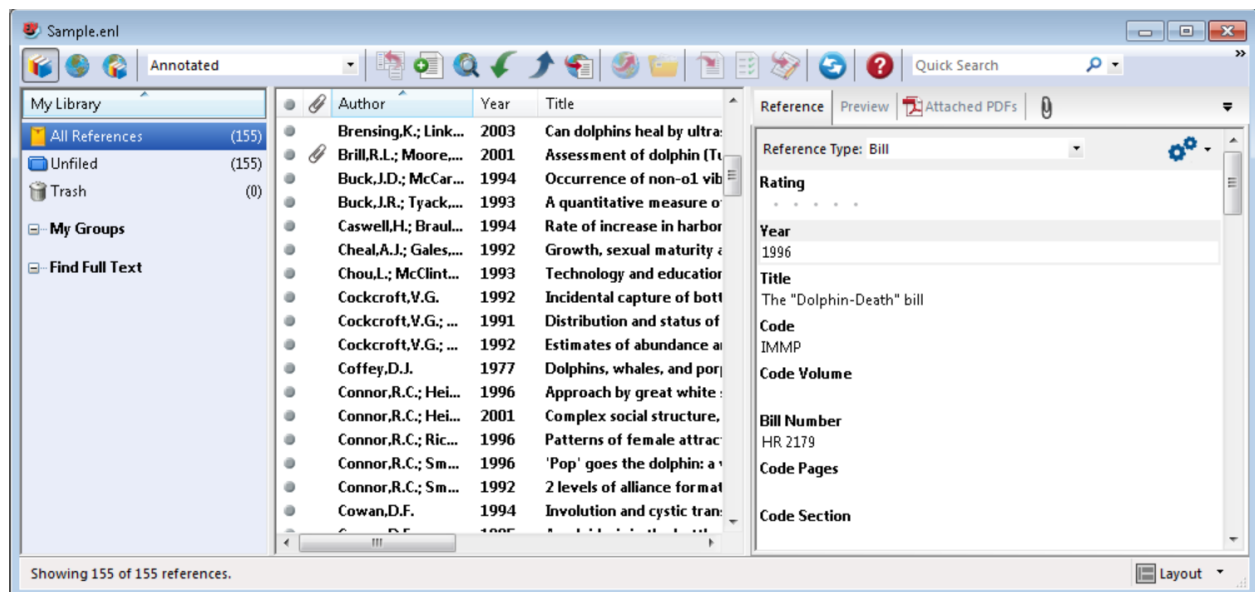 Sample.enl
Annotated
Quick Search
»
My Library
All References (155)
Unfiled (155)
Trash (0)
My Groups
Find Full Text
Author Year Title
Brensing,K.; Link... 2003 Can dolphins heal by ultra
Brill,R.L.; Moore,... 2001 Assessment of dolphin (Tu
Buck,J.D.; McCar... 1994 Occurrence of non-o1 vib
Buck,J.R.; Tyack,... 1993 A quantitative measure o
Caswell,H.; Braul... 1994 Rate of increase in harbor
Cheal,A.J.; Gales,... 1992 Growth, sexual maturity a
Chou,L.; McClint... 1993 Technology and education
Cockcroft,V.G. 1992 Incidental capture of bott
Cockcroft,V.G.; ... 1991 Distribution and status of
Cockcroft,V.G.; ... 1992 Estimates of abundance a
Coffey,D.J. 1977 Dolphins, whales, and por
Connor,R.C.; Hei... 1996 Approach by great white
Connor,R.C.; Hei... 2001 Complex social structure,
Connor,R.C.; Ric... 1996 Patterns of female attrac
Connor,R.C.; Sm... 1996 'Pop' goes the dolphin: a
Connor,R.C.; Sm... 1992 2 levels of alliance format
Cowan,D.F. 1994 Involution and cystic tran
Reference Preview Attached PDFs
Reference Type: Bill
Rating
Year
1996
Title
The "Dolphin-Death" bill
Code
IMMP
Code Volume
Bill Number
HR 2179
Code Pages
Code Section
Showing 155 of 155 references.
Layout